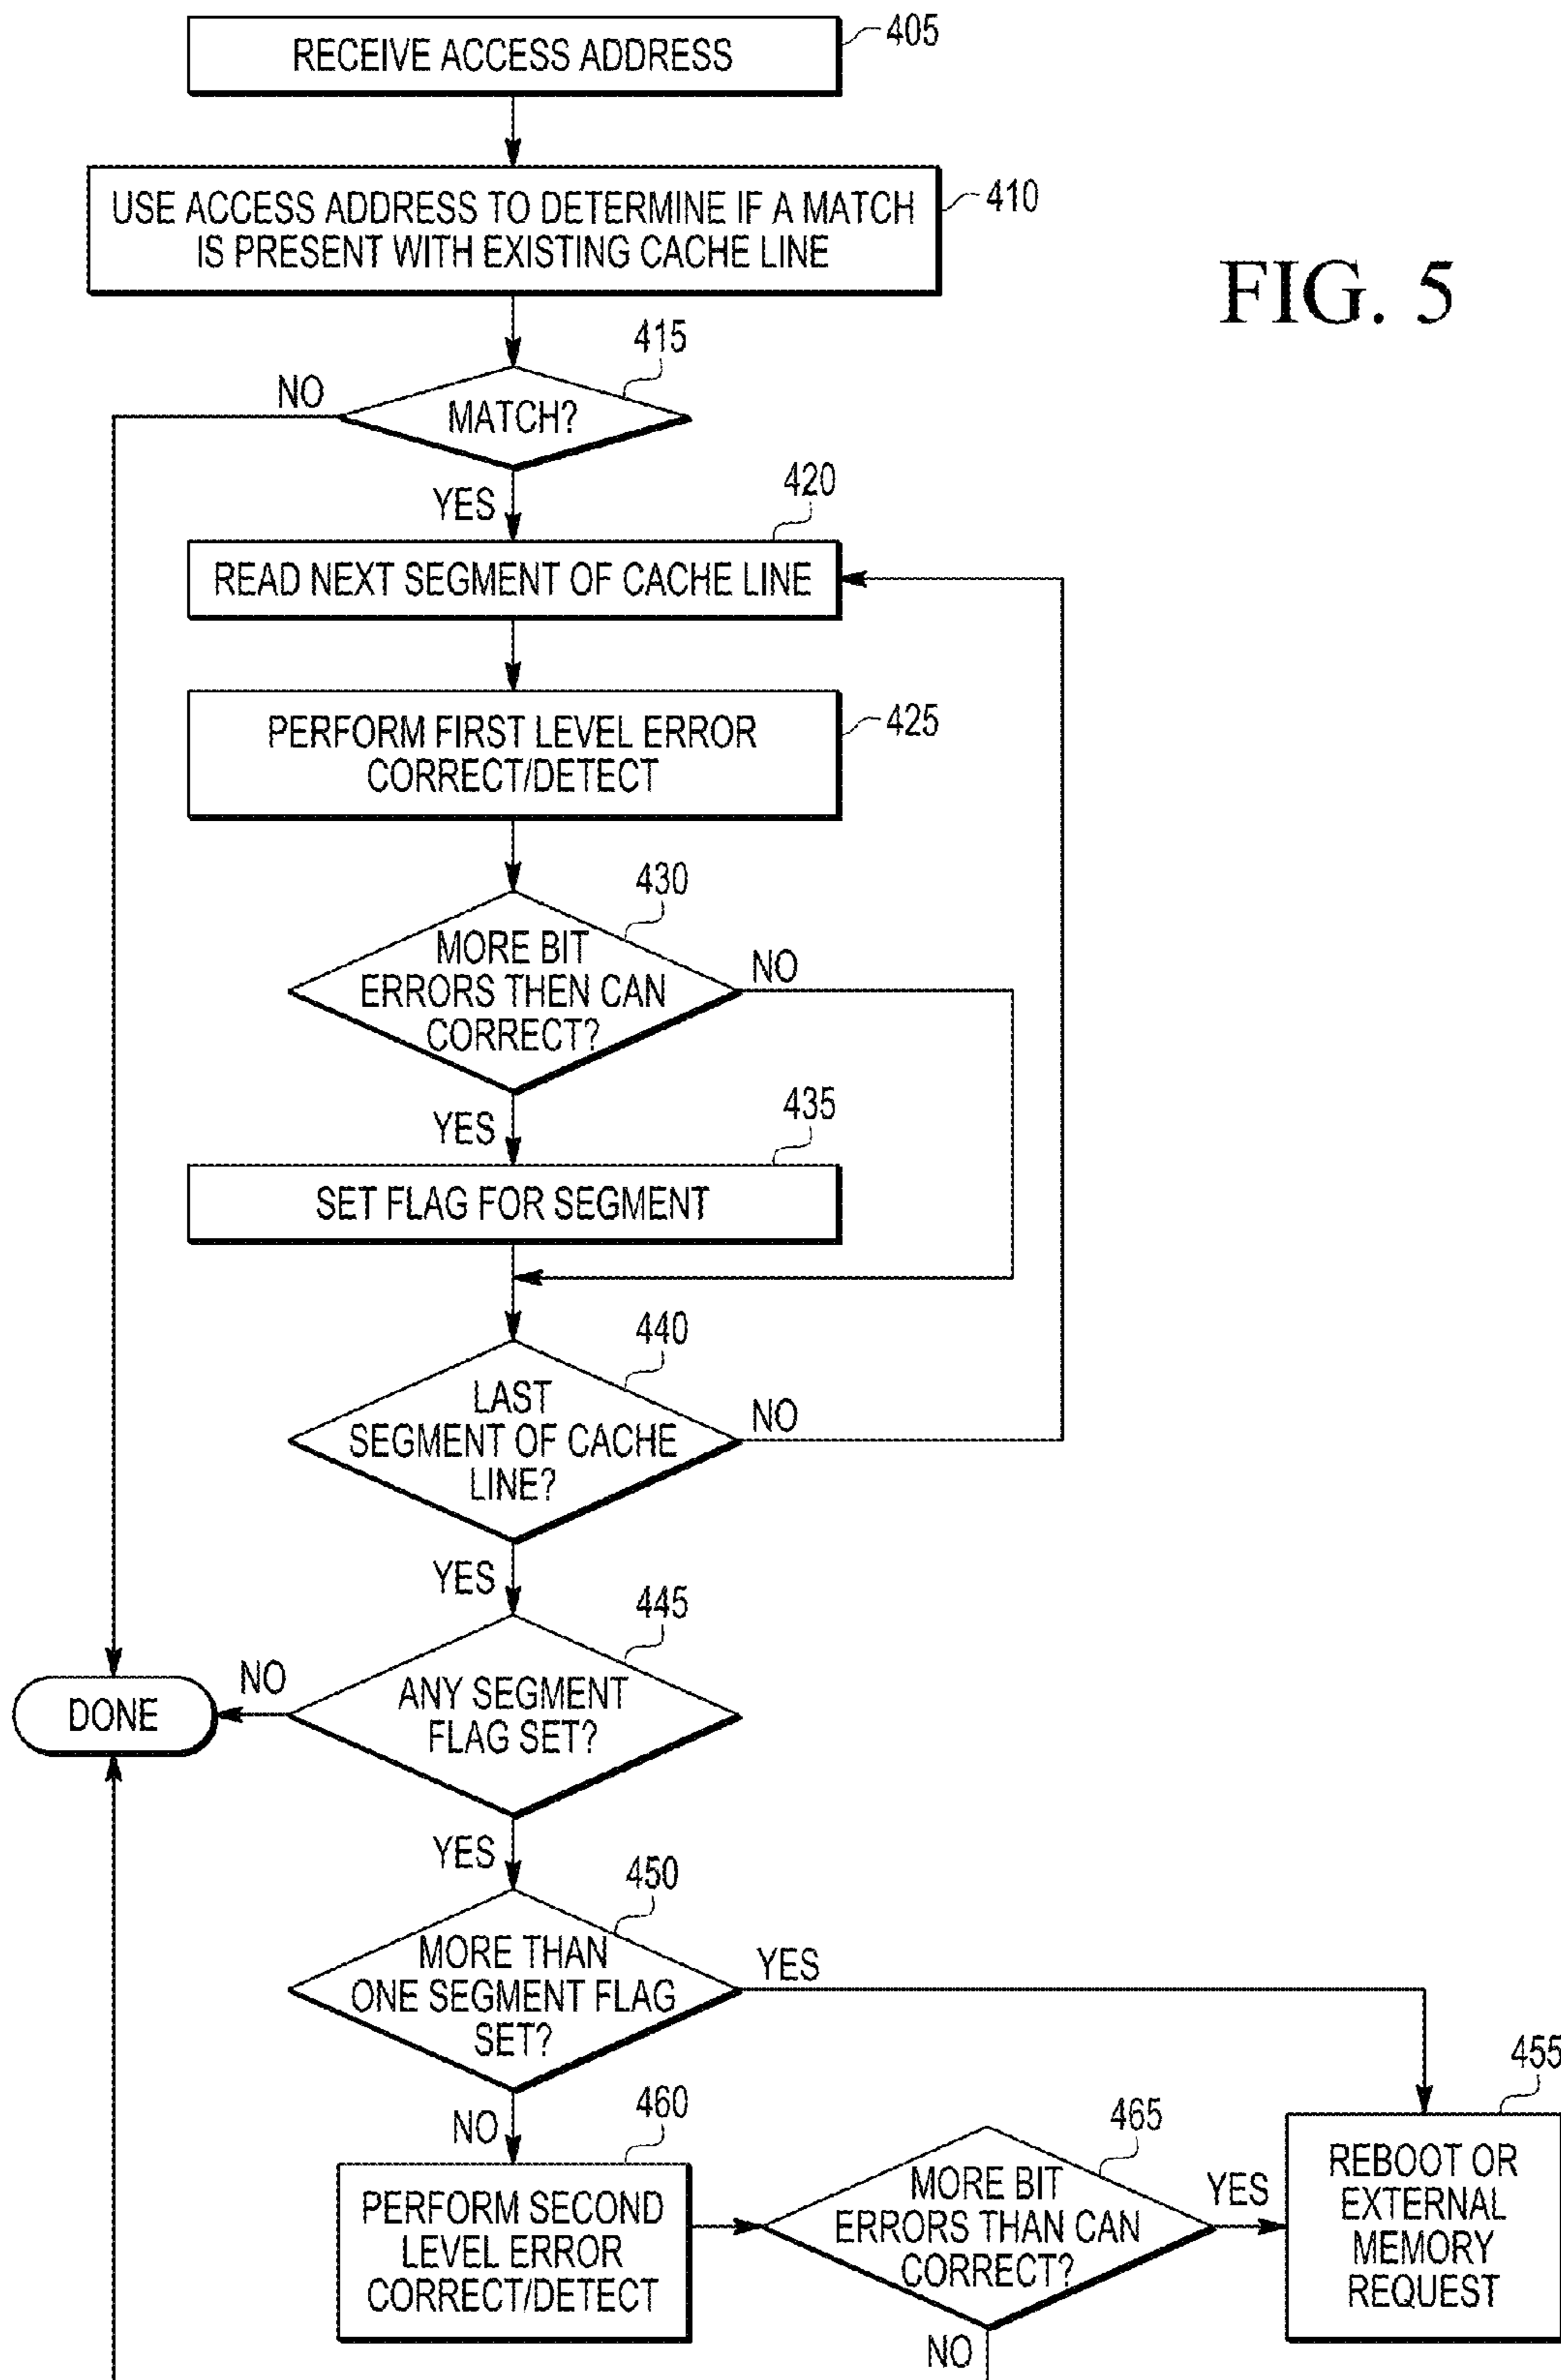 RECEIVE ACCESS ADDRESS
405
USE ACCESS ADDRESS TO DETERMINE IF A MATCH
IS PRESENT WITH EXISTING CACHE LINE
410
FIG. 5
415
NO
MATCH?
YES
420
READ NEXT SEGMENT OF CACHE LINE
PERFORM FIRST LEVEL ERROR
CORRECT/DETECT
425
430
MORE BIT
ERRORS THEN CAN
CORRECT?
NO
YES
435
SET FLAG FOR SEGMENT
440
LAST
SEGMENT OF CACHE
LINE?
NO
YES
445
ANY SEGMENT
FLAG SET?
NO
DONE
YES
450
MORE THAN
ONE SEGMENT FLAG
SET?
YES
455
NO
460
PERFORM SECOND
LEVEL ERROR
CORRECT/DETECT
465
MORE BIT
ERRORS THAN CAN
CORRECT?
YES
REBOOT OR
EXTERNAL
MEMORY
REQUEST
NO